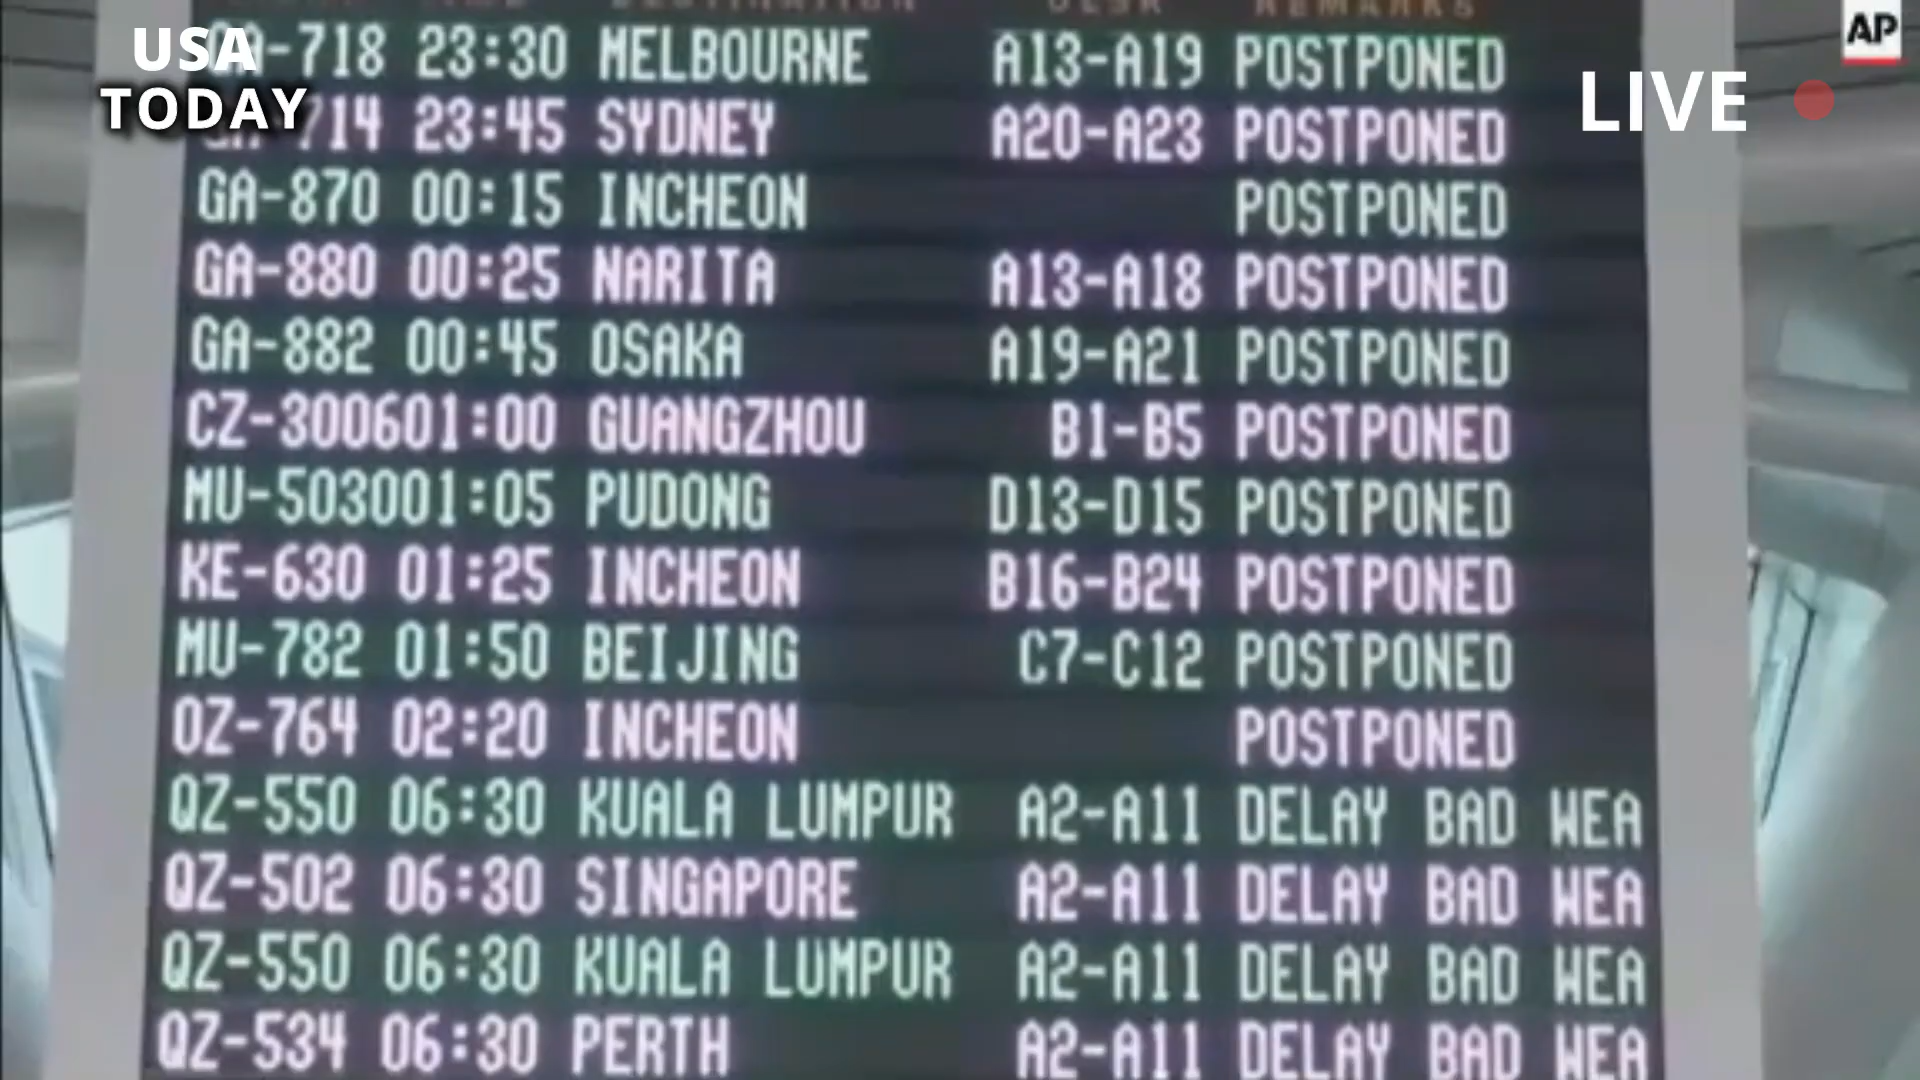 USA
TODAY
AP
LIVE
DESTINATION DESK REMARKS
GA-718 23:30 MELBOURNE A13-A19 POSTPONED
714 23:45 SYDNEY A20-A23 POSTPONED
GA-870 00:15 INCHEON POSTPONED
GA-880 00:25 NARITA A13-A18 POSTPONED
GA-882 00:45 OSAKA A19-A21 POSTPONED
CZ-300601:00 GUANGZHOU B1-B5 POSTPONED
MU-503001:05 PUDONG D13-D15 POSTPONED
KE-630 01:25 INCHEON B16-B24 POSTPONED
MU-782 01:50 BEIJING C7-C12 POSTPONED
OZ-764 02:20 INCHEON POSTPONED
QZ-550 06:30 KUALA LUMPUR A2-A11 DELAY BAD WEA
QZ-502 06:30 SINGAPORE A2-A11 DELAY BAD WEA
QZ-550 06:30 KUALA LUMPUR A2-A11 DELAY BAD WEA
QZ-534 06:30 PERTH A2-A11 DELAY BAD WEA